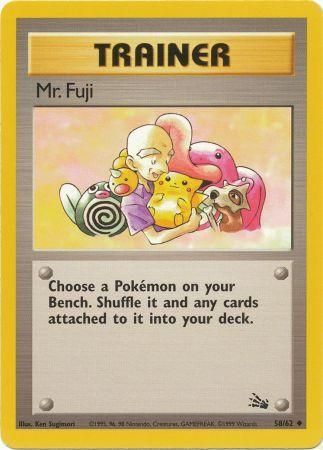 TRAINER
Mr. Fuji
Choose a Pokémon on your
Bench. Shuffle it and any cards
attached to it into your deck.
Illus. Ken Sugimori ©1995, 96, 98 Nintendo, Creatures, GAMEFREAK. ©1999 Wizards. 58/62